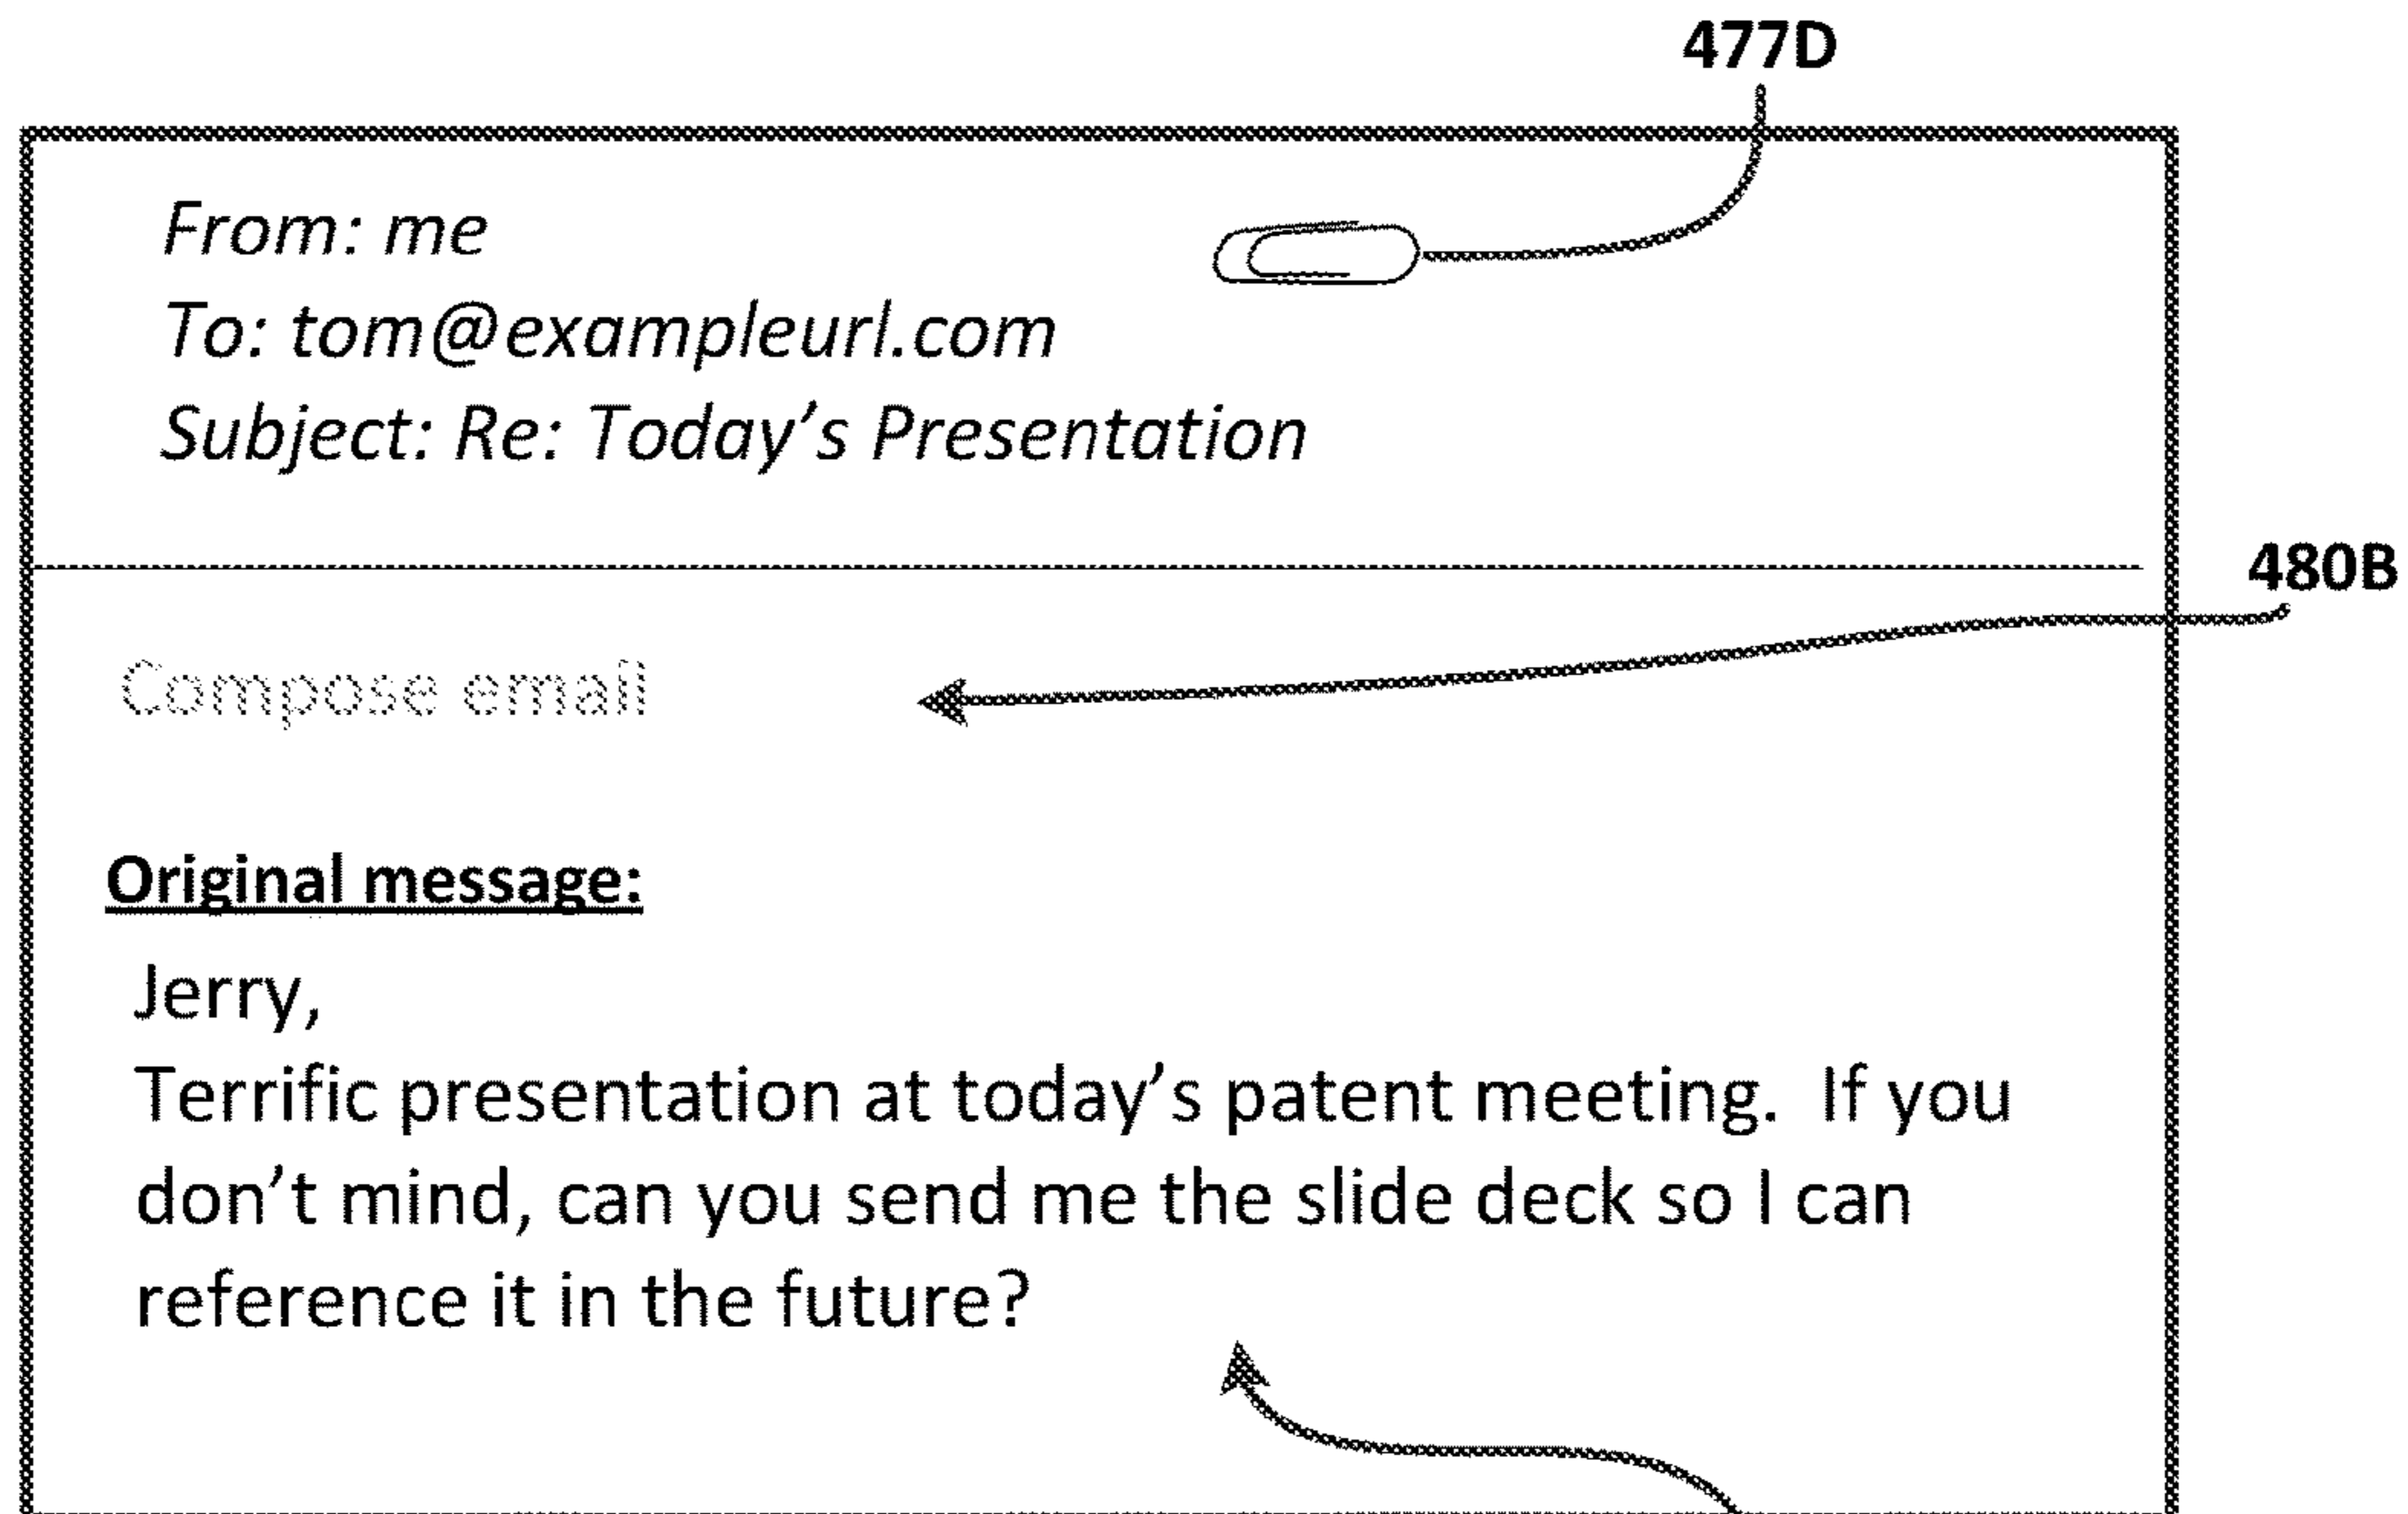 477D
From: me
To: tom@exampleurl.com
Subject: Re: Today's Presentation
480B
Compose email
Original message:
Jerry,
Terrific presentation at today's patent meeting.  If you
don't mind, can you send me the slide deck so I can
reference it in the future?